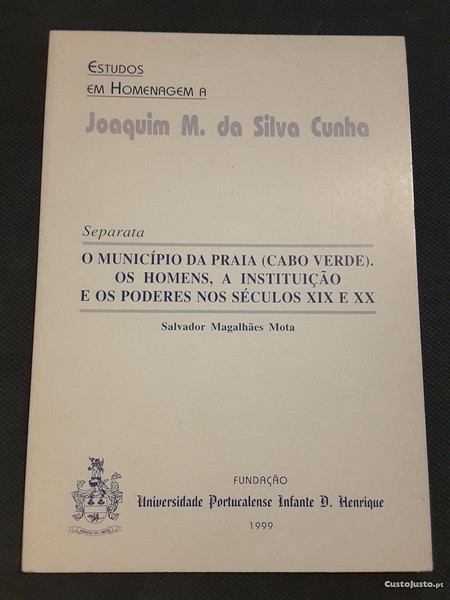 ESTUDOS
EM HOMENAGEM A
Joaquim M. da Silva Cunha
Separata
O MUNICÍPIO DA PRAIA (CABO VERDE).
OS HOMENS, A INSTITUIÇÃO
E OS PODERES NOS SÉCULOS XIX E XX
Salvador Magalhães Mota
FUNDAÇÃO
Universidade Portucalense Infante D. Henrique
1999
CustoJusto.pt